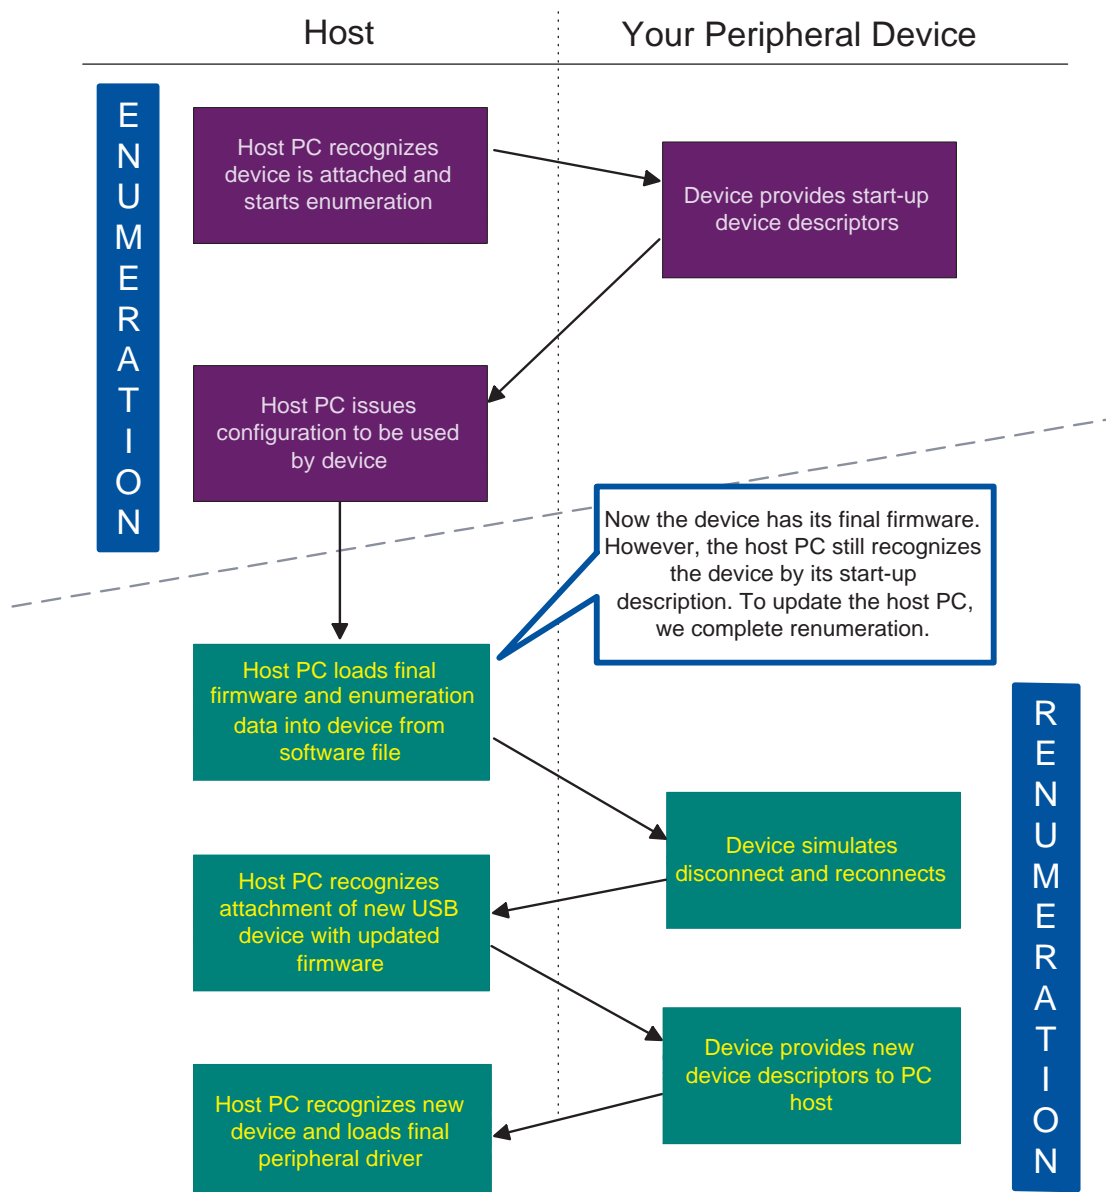 Host
Your Peripheral Device
ENUMERATION
Host PC recognizes
device is attached and
starts enumeration
Device provides start-up
device descriptors
Host PC issues
configuration to be used
by device
Now the device has its final firmware.
However, the host PC still recognizes
the device by its start-up
description. To update the host PC,
we complete renumeration.
Host PC loads final
firmware and enumeration
data into device from
software file
RENUMERATION
Device simulates
disconnect and reconnects
Host PC recognizes
attachment of new USB
device with updated
firmware
Device provides new
device descriptors to PC
host
Host PC recognizes new
device and loads final
peripheral driver